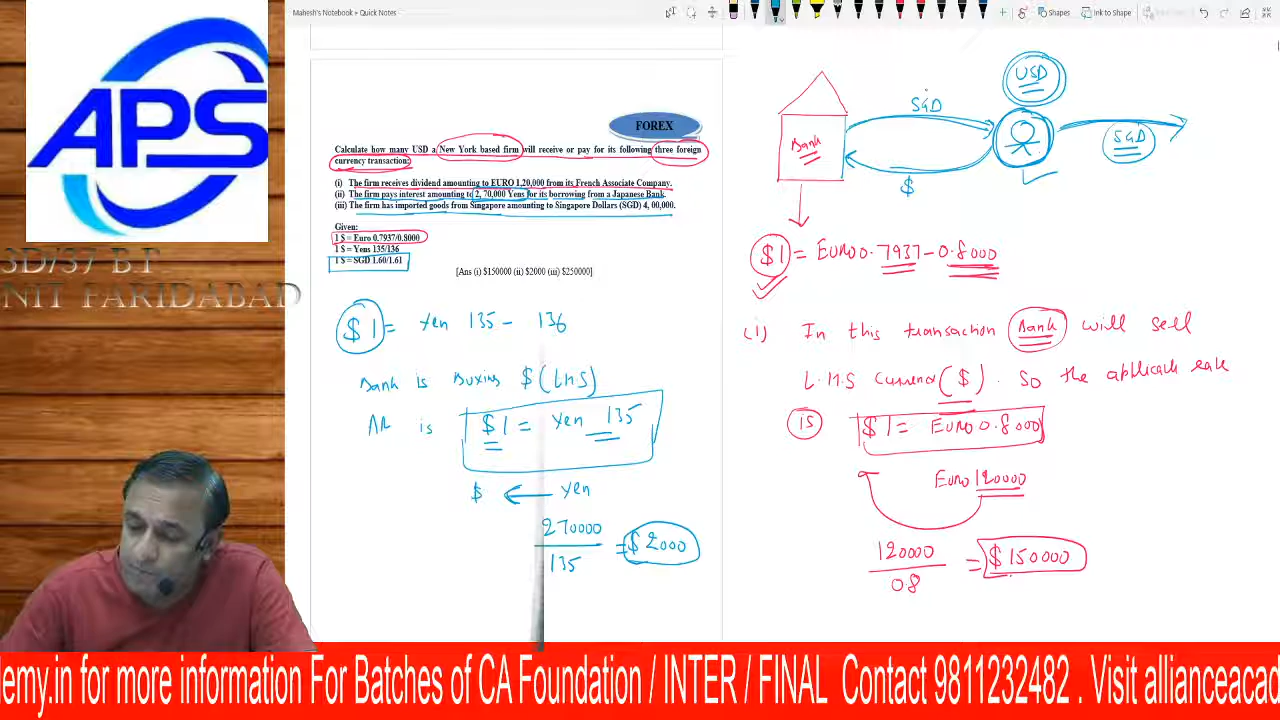 Mahesh's Notebook » Quick Notes
Shapes
Ink to Shape
APS
3D/37 B.P.
NIT FARIDABAD
FOREX
Calculate how many USD a New York based firm will receive or pay for its following three foreign
currency transaction:
(i) The firm receives dividend amounting to EURO 1,20,000 from its French Associate Company.
(ii) The firm pays interest amounting to 2, 70,000 Yens for its borrowing from a Japanese Bank.
(iii) The firm has imported goods from Singapore amounting to Singapore Dollars (SGD) 4, 00,000.
Given:
1 $ = Euro 0.7937/0.8000
1 $ = Yens 135/136
1 $ = SGD 1.60/1.61
[Ans (i) $150000 (ii) $2000 (iii) $250000]
$1 = Yen 135 - 136
Bank is Buxing $ (LHS)
AR is $1 = Yen 135
$ ← Yen
270000
135
= $2000
USD
SGD
Bank
$
SGD
$1 = EURO 0.7937 - 0.8000
(i) In this transaction Bank will sell
L.H.S currency ($). So the applicable rate
is $1 = EURO 0.8000
EURO 120000
120000
0.8
= $150000
demy.in for more information For Batches of CA Foundation / INTER / FINAL Contact 9811232482 . Visit allianceacad